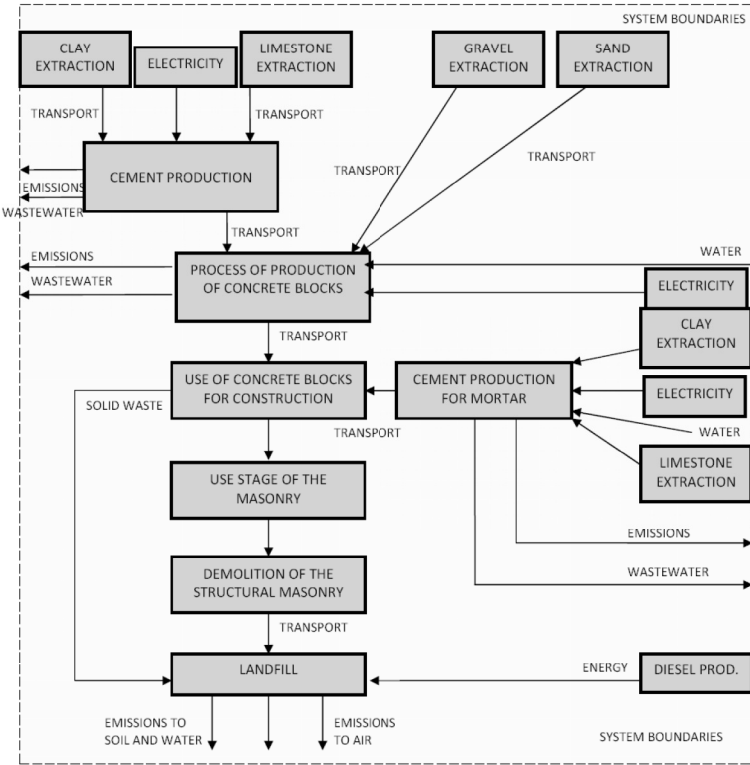 SYSTEM BOUNDARIES
CLAY
EXTRACTION
ELECTRICITY
LIMESTONE
EXTRACTION
GRAVEL
EXTRACTION
SAND
EXTRACTION
TRANSPORT
TRANSPORT
TRANSPORT
TRANSPORT
CEMENT PRODUCTION
EMISSIONS
WASTEWATER
TRANSPORT
EMISSIONS
WASTEWATER
PROCESS OF PRODUCTION
OF CONCRETE BLOCKS
WATER
ELECTRICITY
TRANSPORT
CLAY
EXTRACTION
USE OF CONCRETE BLOCKS
FOR CONSTRUCTION
CEMENT PRODUCTION
FOR MORTAR
ELECTRICITY
SOLID WASTE
TRANSPORT
WATER
LIMESTONE
EXTRACTION
USE STAGE OF THE
MASONRY
EMISSIONS
WASTEWATER
DEMOLITION OF THE
STRUCTURAL MASONRY
TRANSPORT
LANDFILL
ENERGY
DIESEL PROD.
EMISSIONS TO
SOIL AND WATER
EMISSIONS
TO AIR
SYSTEM BOUNDARIES